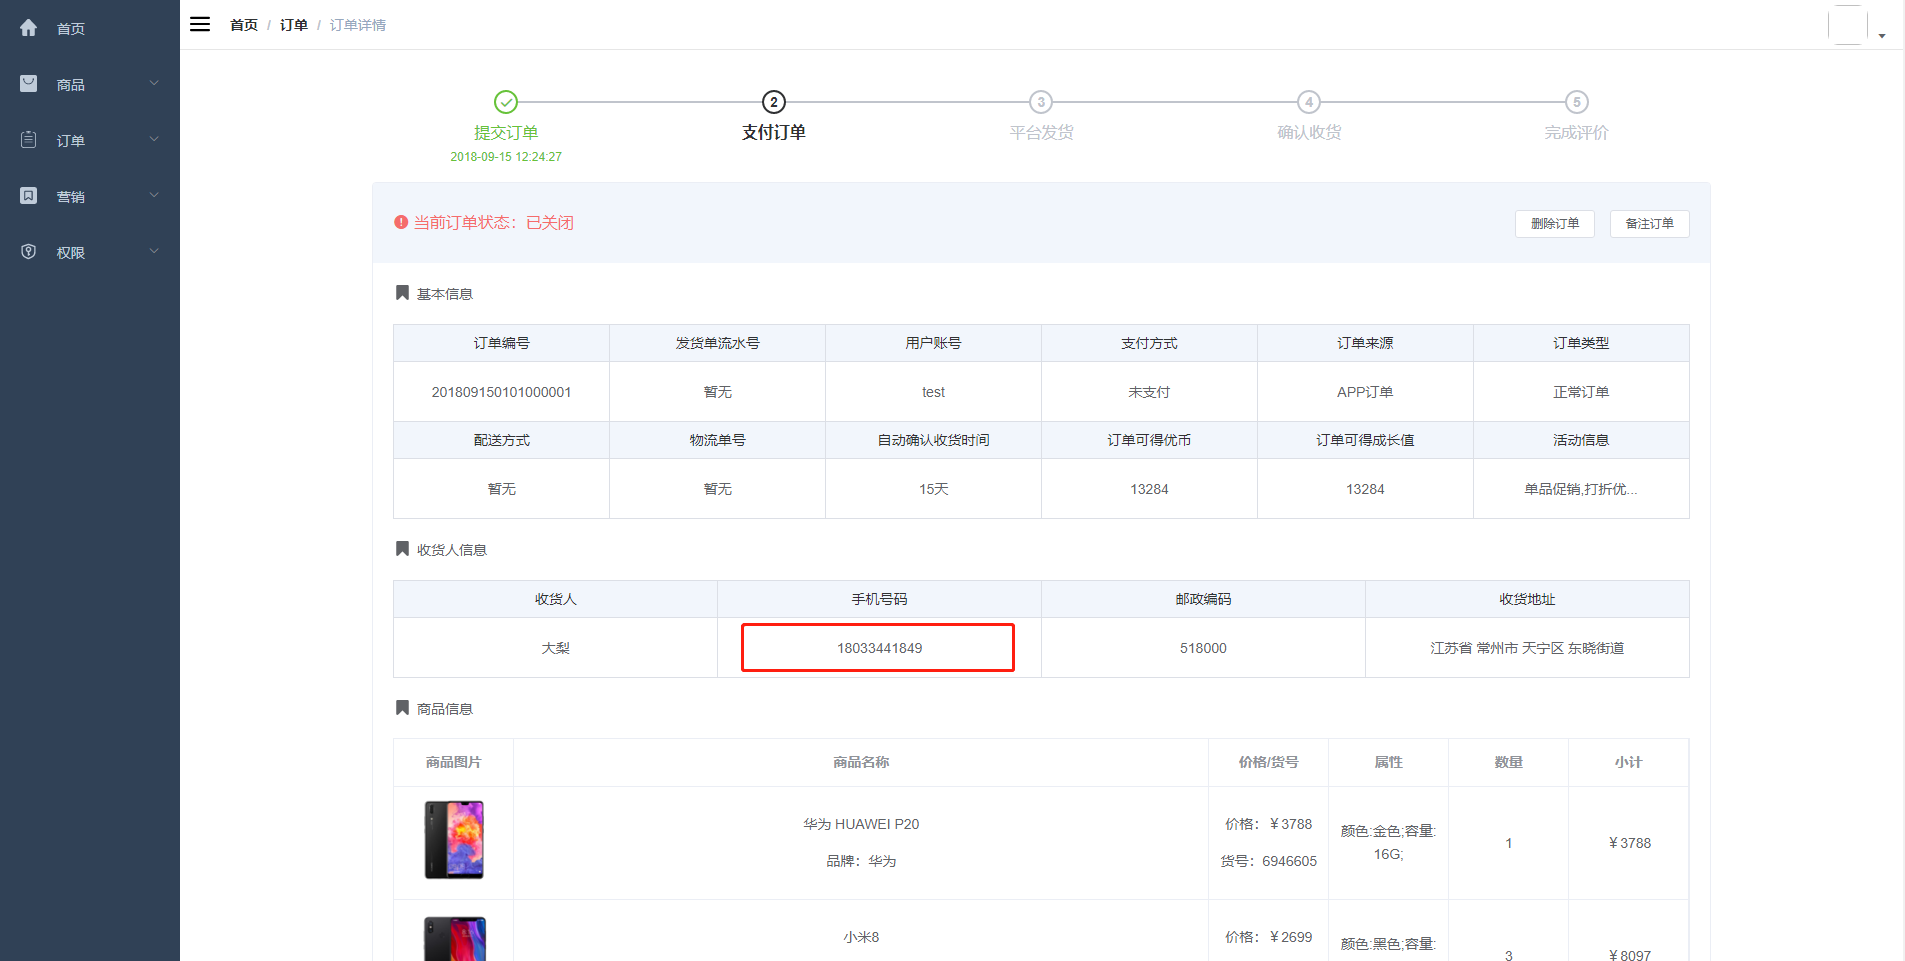 首页
商品
订单
营销
权限
首页 / 订单 / 订单详情
2 3 4 5
提交订单 支付订单 平台发货 确认收货 完成评价
2018-09-15 12:24:27
当前订单状态：已关闭 删除订单 备注订单
基本信息
订单编号 发货单流水号 用户账号 支付方式 订单来源 订单类型
201809150101000001 暂无 test 未支付 APP订单 正常订单
配送方式 物流单号 自动确认收货时间 订单可得优币 订单可得成长值 活动信息
暂无 暂无 15天 13284 13284 单品促销,打折优...
收货人信息
收货人 手机号码 邮政编码 收货地址
大梨 18033441849 518000 江苏省 常州市 天宁区 东晓街道
商品信息
商品图片 商品名称 价格/货号 属性 数量 小计
华为 HUAWEI P20 价格：￥3788 颜色:金色;容量:
品牌：华为 货号：6946605 16G; 1 ￥3788
小米8 价格：￥2699 颜色:黑色;容量:
3 ￥8097